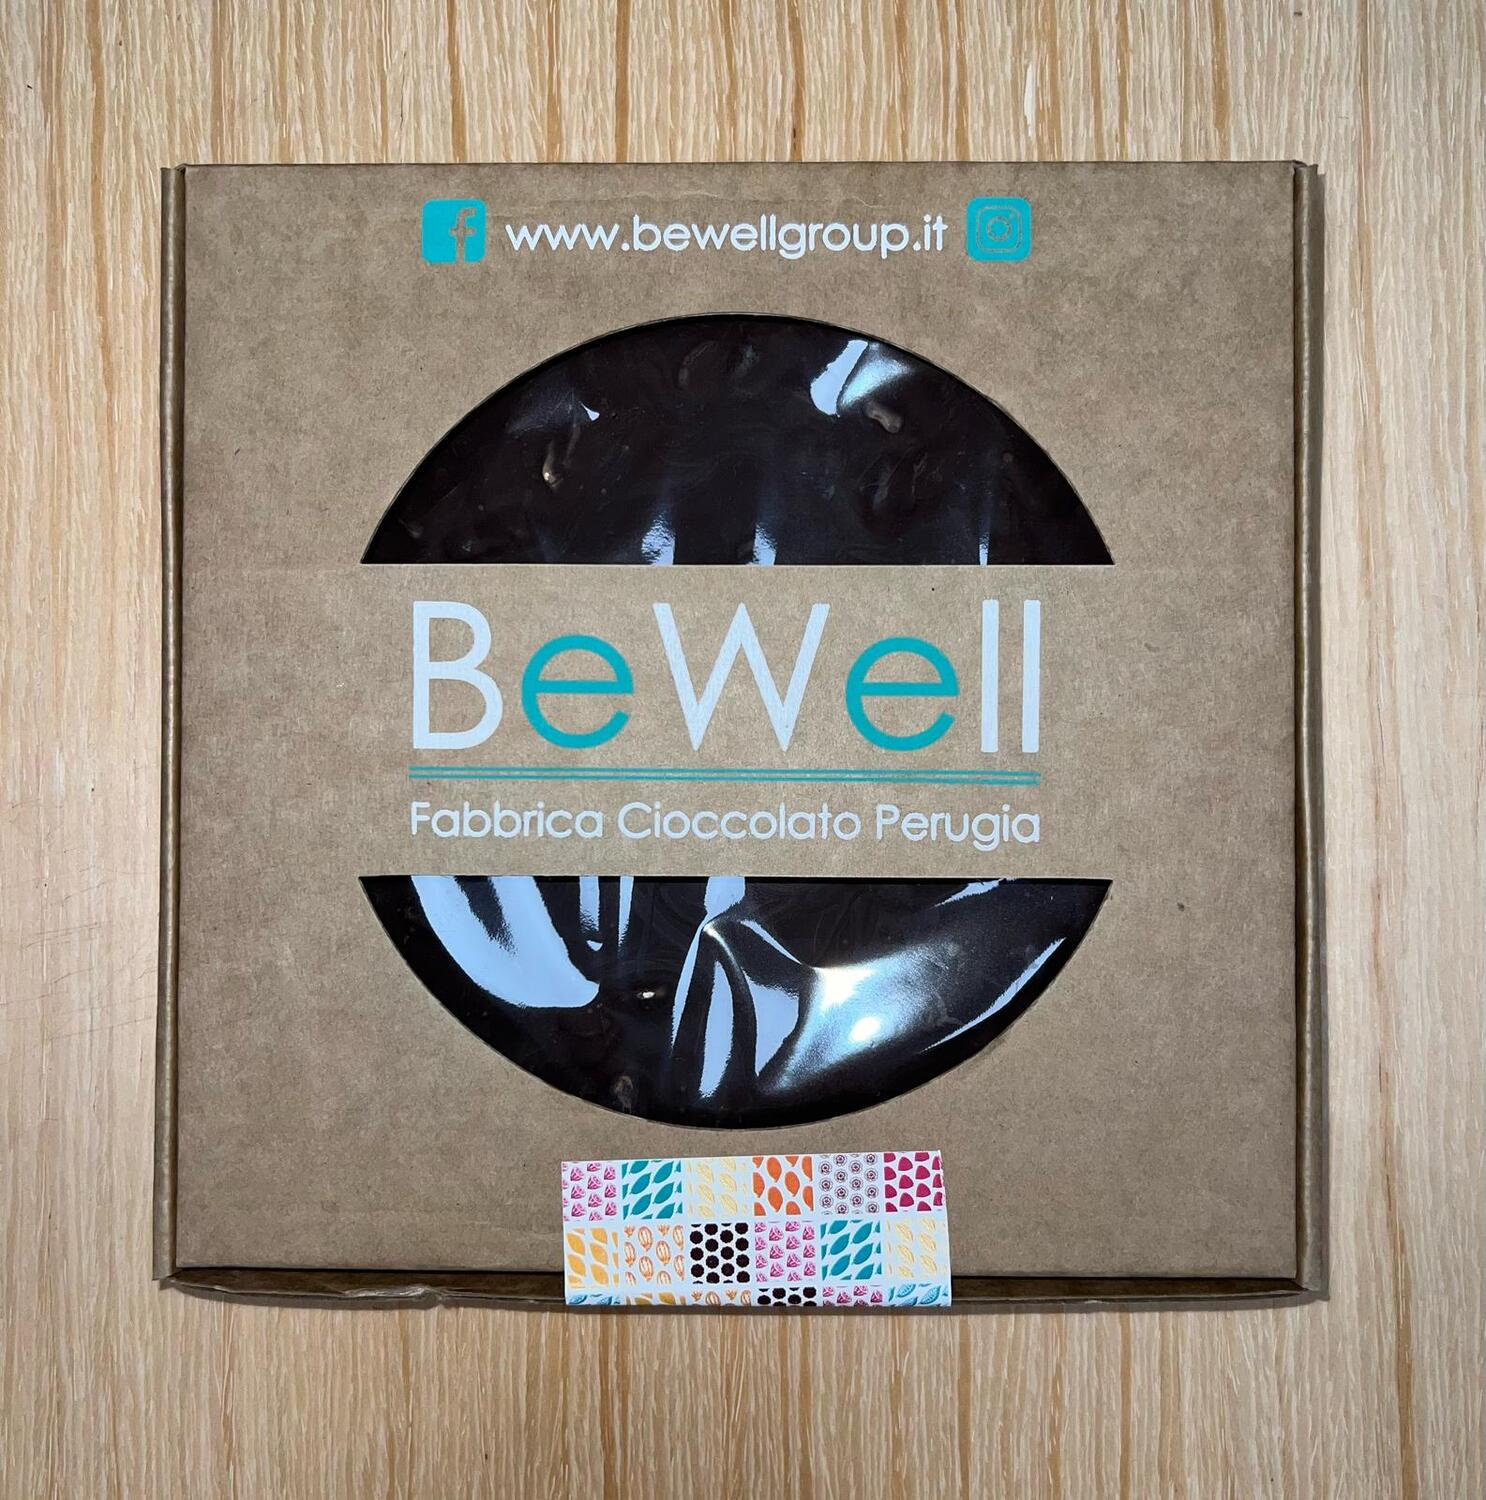 www.bewellgroup.it
BeWell
Fabbrica Cioccolato Perugia